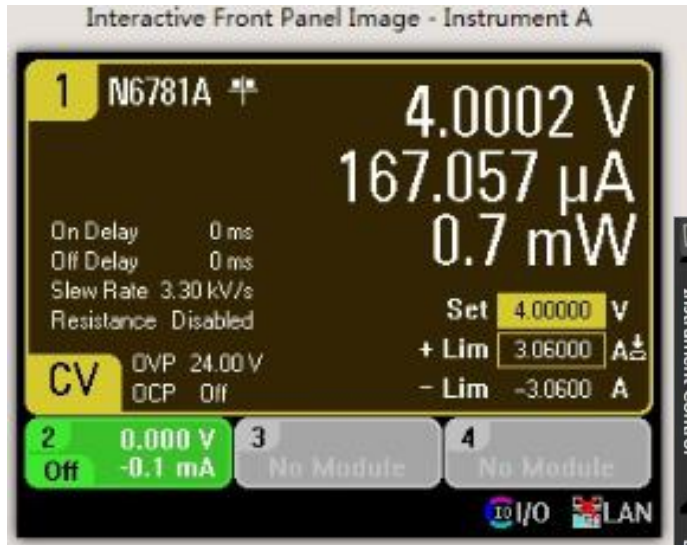 Interactive Front Panel Image - Instrument A
1 N6781A
4.0002 V
167.057 µA
0.7 mW
On Delay 0 ms
Off Delay 0 ms
Slew Rate 3.30 kV/s
Resistance Disabled
Set 4.00000 V
+ Lim 3.06000 A
- Lim -3.0600 A
CV
OVP 24.00 V
OCP Off
2 0.000 V
Off -0.1 mA
3
No Module
4
No Module
IO I/O LAN
Instrument Control